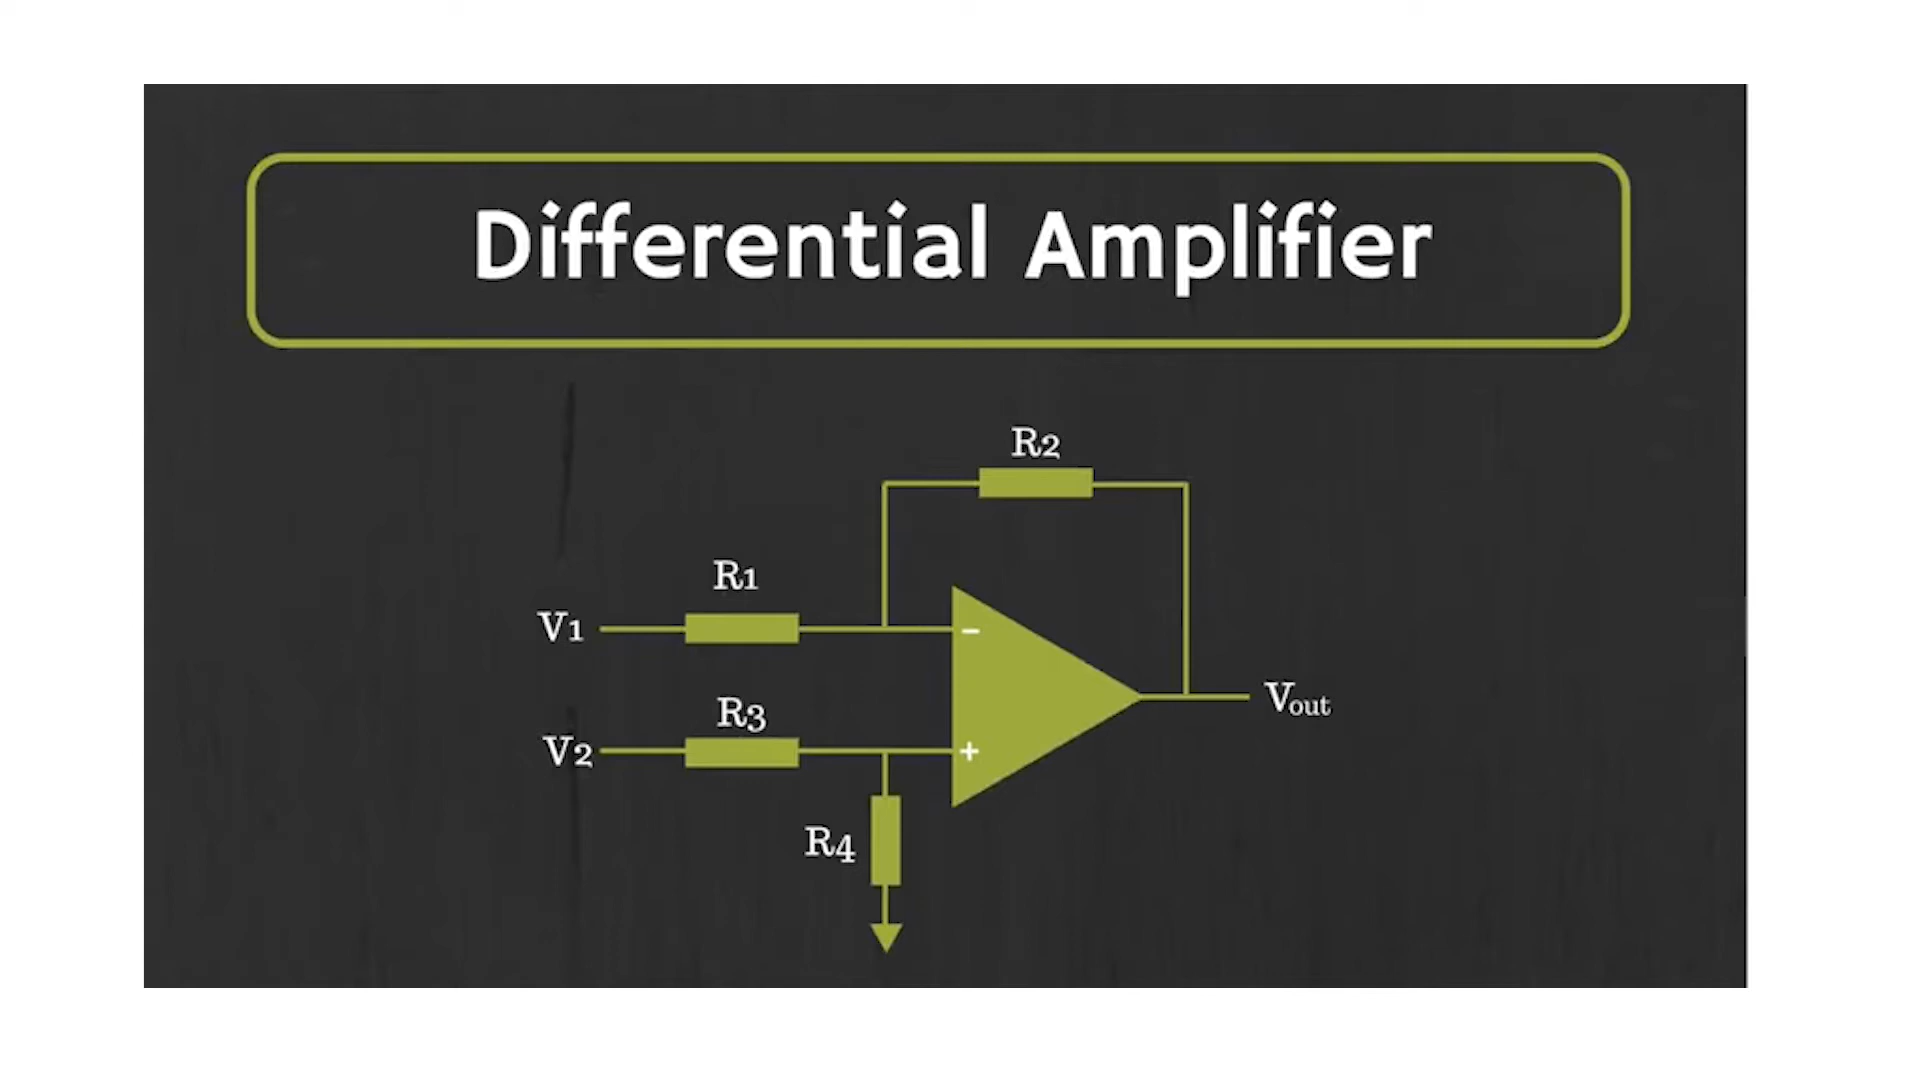 Differential Amplifier
R2
R1
V1
−
R3
V2
+
Vout
R4